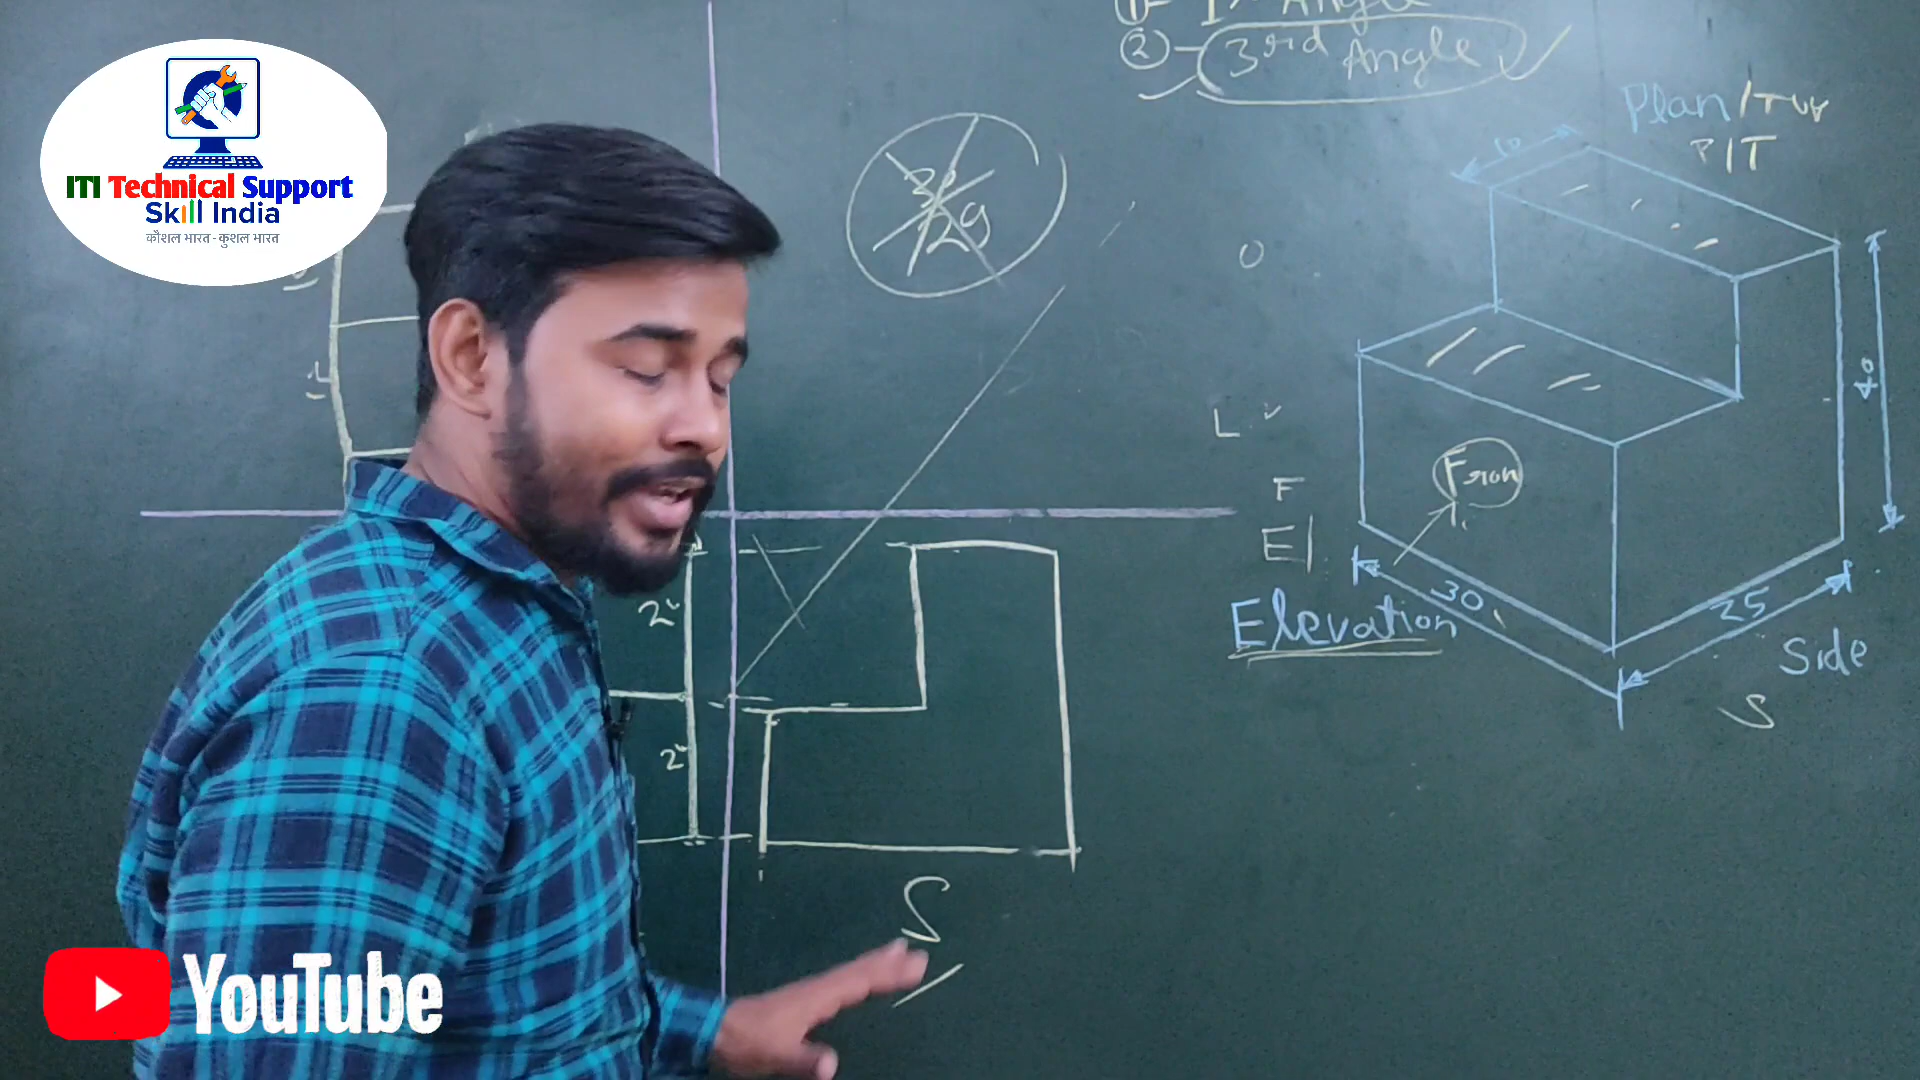 ITI Technical Support
Skill India
कौशल भारत - कुशल भारत
② - 3rd Angle
Plan/Top
P/T
10
O
40
L
F
El.
Front
Elevation
30
25
Side
S
2
2
S
YouTube